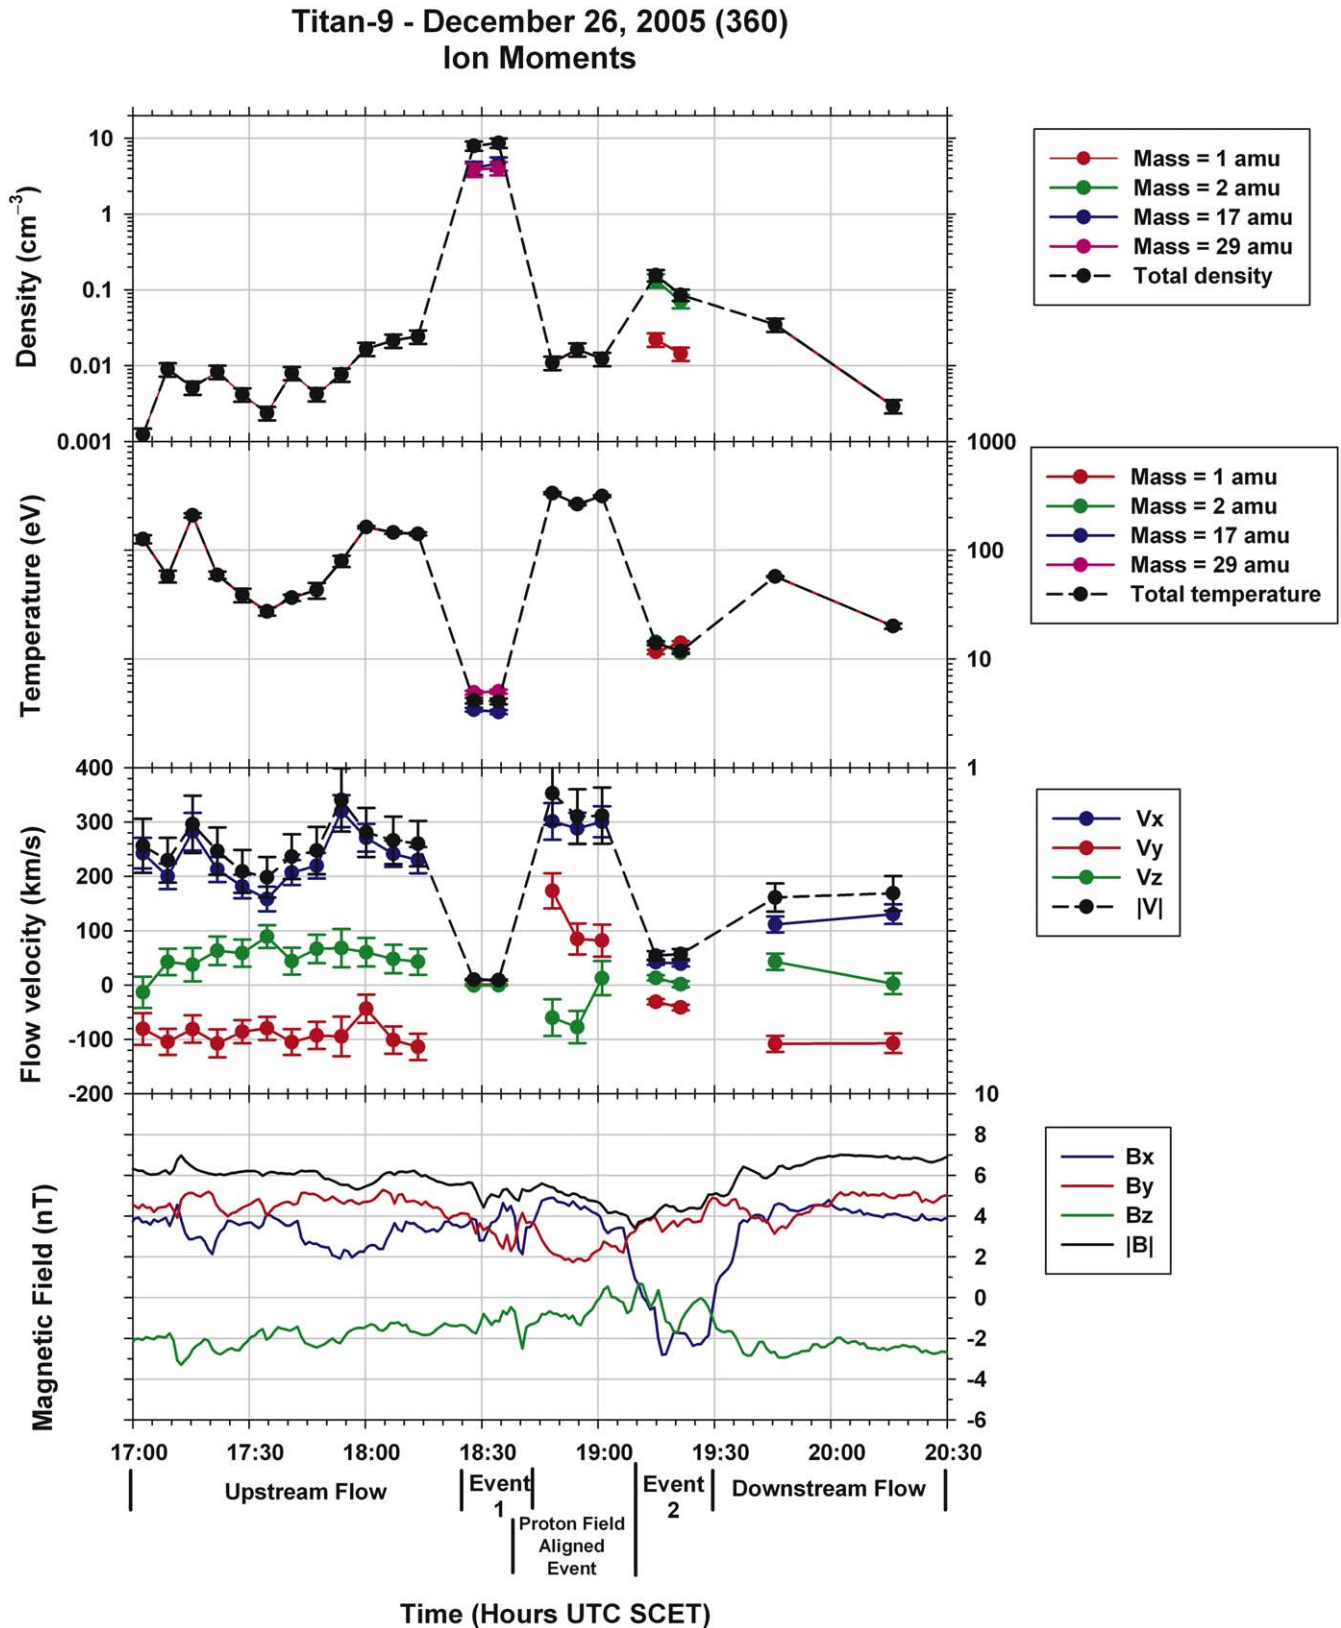 Titan-9 - December 26, 2005 (360)
Ion Moments
Density (cm⁻³)
10
1
0.1
0.01
0.001
Mass = 1 amu
Mass = 2 amu
Mass = 17 amu
Mass = 29 amu
Total density
Temperature (eV)
1000
100
10
1
Mass = 1 amu
Mass = 2 amu
Mass = 17 amu
Mass = 29 amu
Total temperature
Flow velocity (km/s)
400
300
200
100
0
-100
-200
Vx
Vy
Vz
|V|
Magnetic Field (nT)
10
8
6
4
2
0
-2
-4
-6
Bx
By
Bz
|B|
17:00 17:30 18:00 18:30 19:00 19:30 20:00 20:30
Upstream Flow
Event
1
Proton Field
Aligned
Event
Event
2
Downstream Flow
Time (Hours UTC SCET)